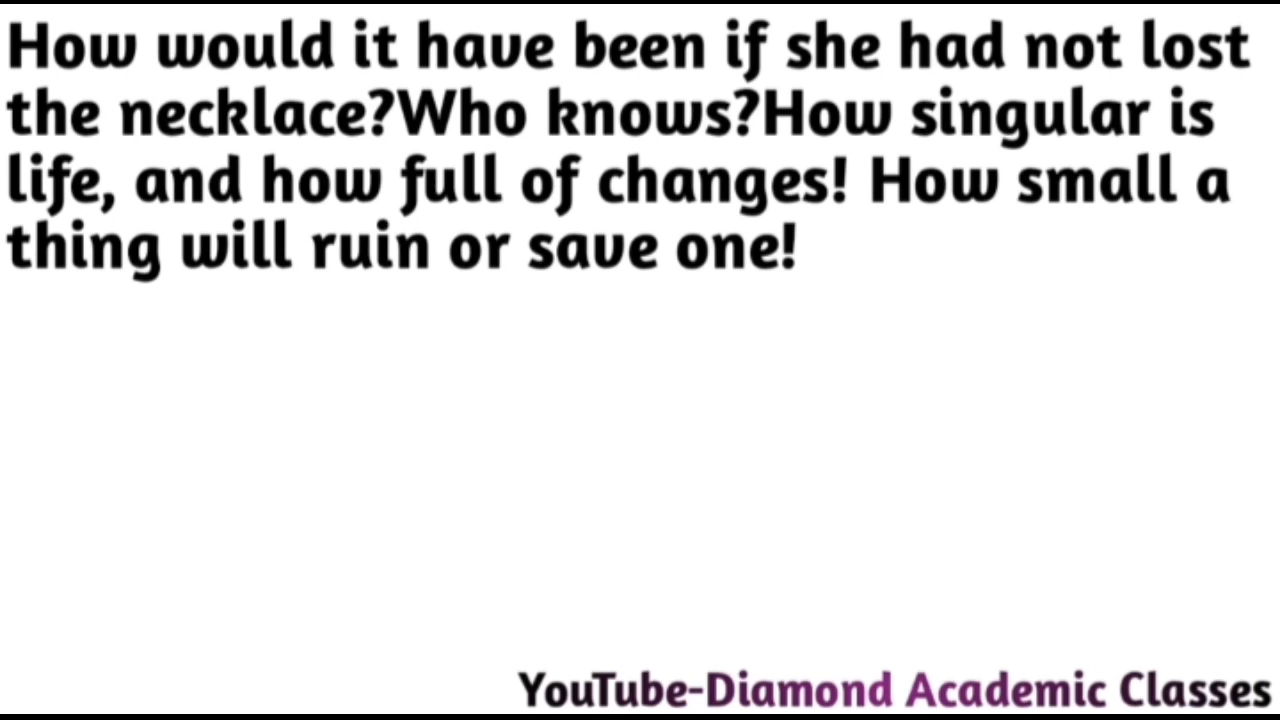 How would it have been if she had not lost
the necklace?Who knows?How singular is
life, and how full of changes! How small a
thing will ruin or save one!
YouTube-Diamond Academic Classes